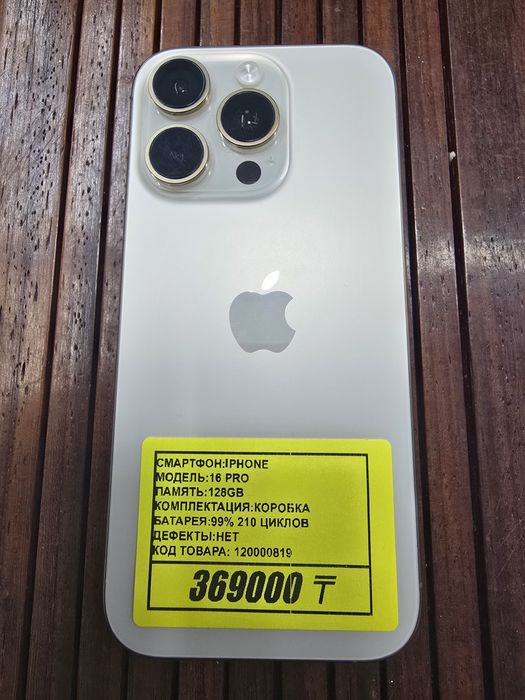 СМАРТФОН:IPHONE
МОДЕЛЬ:16 PRO
ПАМЯТЬ:128GB
КОМПЛЕКТАЦИЯ:КОРОБКА
БАТАРЕЯ:99% 210 ЦИКЛОВ
ДЕФЕКТЫ:НЕТ
КОД ТОВАРА: 120000819
369000 ₸